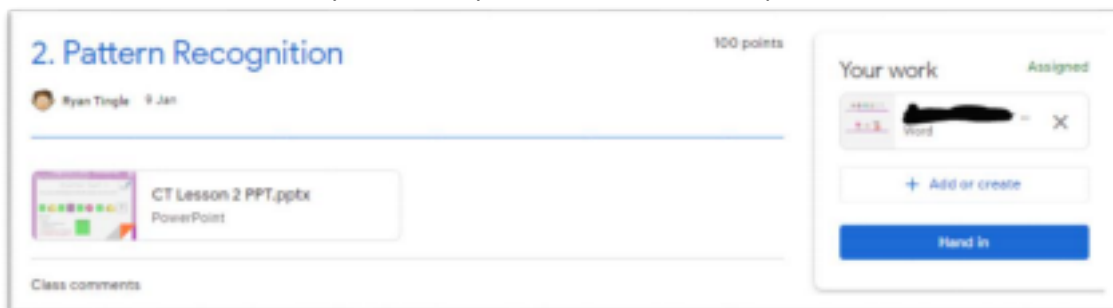 2. Pattern Recognition
100 points
Ryan Tingle 9 Jan
CT Lesson 2 PPT.pptx
PowerPoint
Class comments
Your work
Assigned
Word
+ Add or create
Hand in